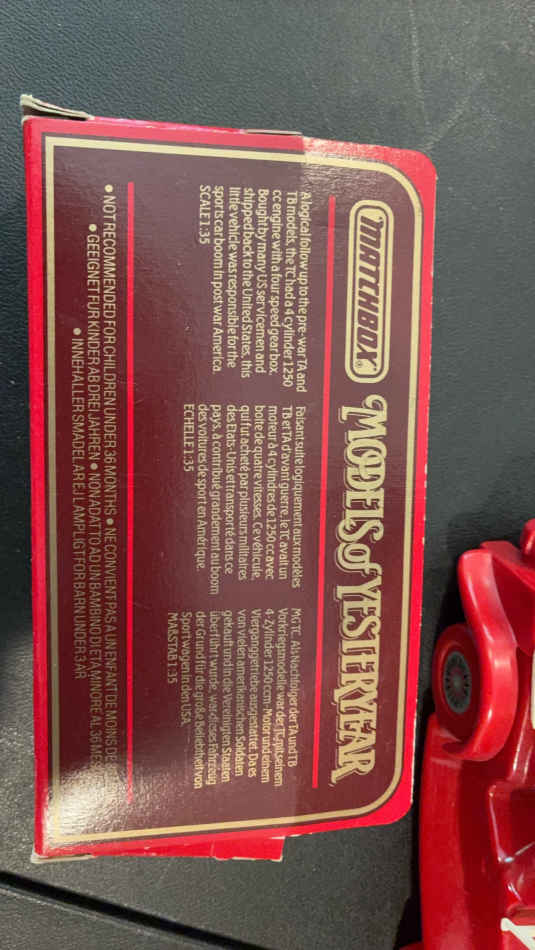 MATCHBOX® MODELS of YESTERYEAR
A logical follow up to the pre-war TA and
TB models, the TC had a 4 cylinder 1250
cc engine with a four speed gear box.
Bought by many US servicemen and
shipped back to the United States, this
little vehicle was responsible for the
sports car boom in post war America.
SCALE 1:35
Faisant suite logiquement aux modèles
TB et TA d'avant guerre, le TC avait un
moteur à 4 cylindres de 1250 cc avec
boîte de quatre vitesses. Ce véhicule,
qui fut acheté par plusieurs militaires
des Etats-Unis et transporté dans ce
pays, à contribué grandement au boom
des voitures de sport en Amérique.
ECHELLE 1:35
MG TC. Als Nachfolger der TA und TB
Vorkriegsmodelle war der TC mit seinem
4-Zylinder 1250 ccm-Motor und einem
Vierganggetriebe ausgestattet. Da es
von vielen amerikanischen Soldaten
gekauft und in die Vereinigten Staaten
überführt wurde, war dieses Fahrzeug
der Grund für die große Beliebtheit von
Sportwagen in den USA.
MAßSTAB 1:35
• NOT RECOMMENDED FOR CHILDREN UNDER 36 MONTHS • NE CONVIENT PAS A UN ENFANT DE MOINS DE
• GEEIGNET FUR KINDER AB DREI JAHREN • NON ADATTO AD UN BAMBINO DI ETA MINORE AL 36 MESI
• INNEHALLER SMADELAR EJ LAMPLIGT FOR BARN UNDER 3 AR